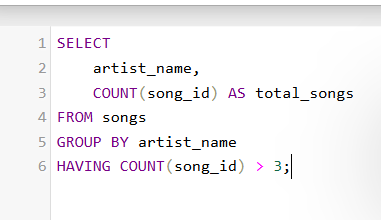 1 SELECT
2 artist_name,
3 COUNT(song_id) AS total_songs
4 FROM songs
5 GROUP BY artist_name
6 HAVING COUNT(song_id) > 3;